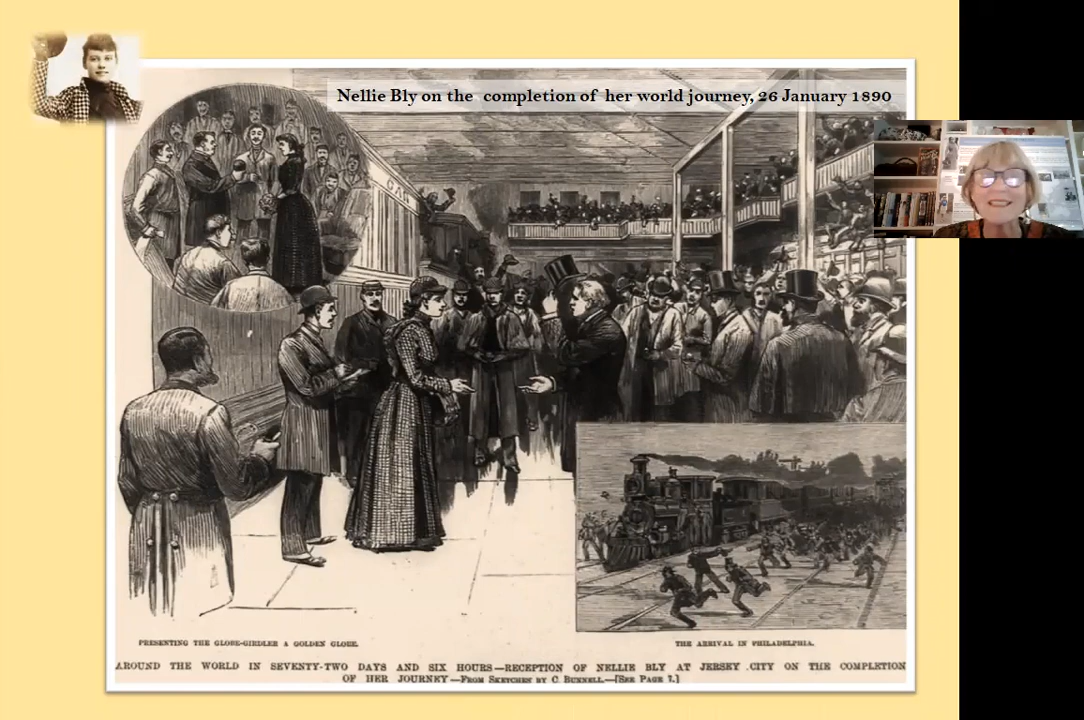 Nellie Bly on the completion of her world journey, 26 January 1890
PRESENTING THE GLOBE-GIRDLER A GOLDEN GLOBE.
THE ARRIVAL IN PHILADELPHIA.
AROUND THE WORLD IN SEVENTY-TWO DAYS AND SIX HOURS—RECEPTION OF NELLIE BLY AT JERSEY CITY ON THE COMPLETION
OF HER JOURNEY—FROM SKETCHES BY C. BUNNELL.—[SEE PAGE 7.]